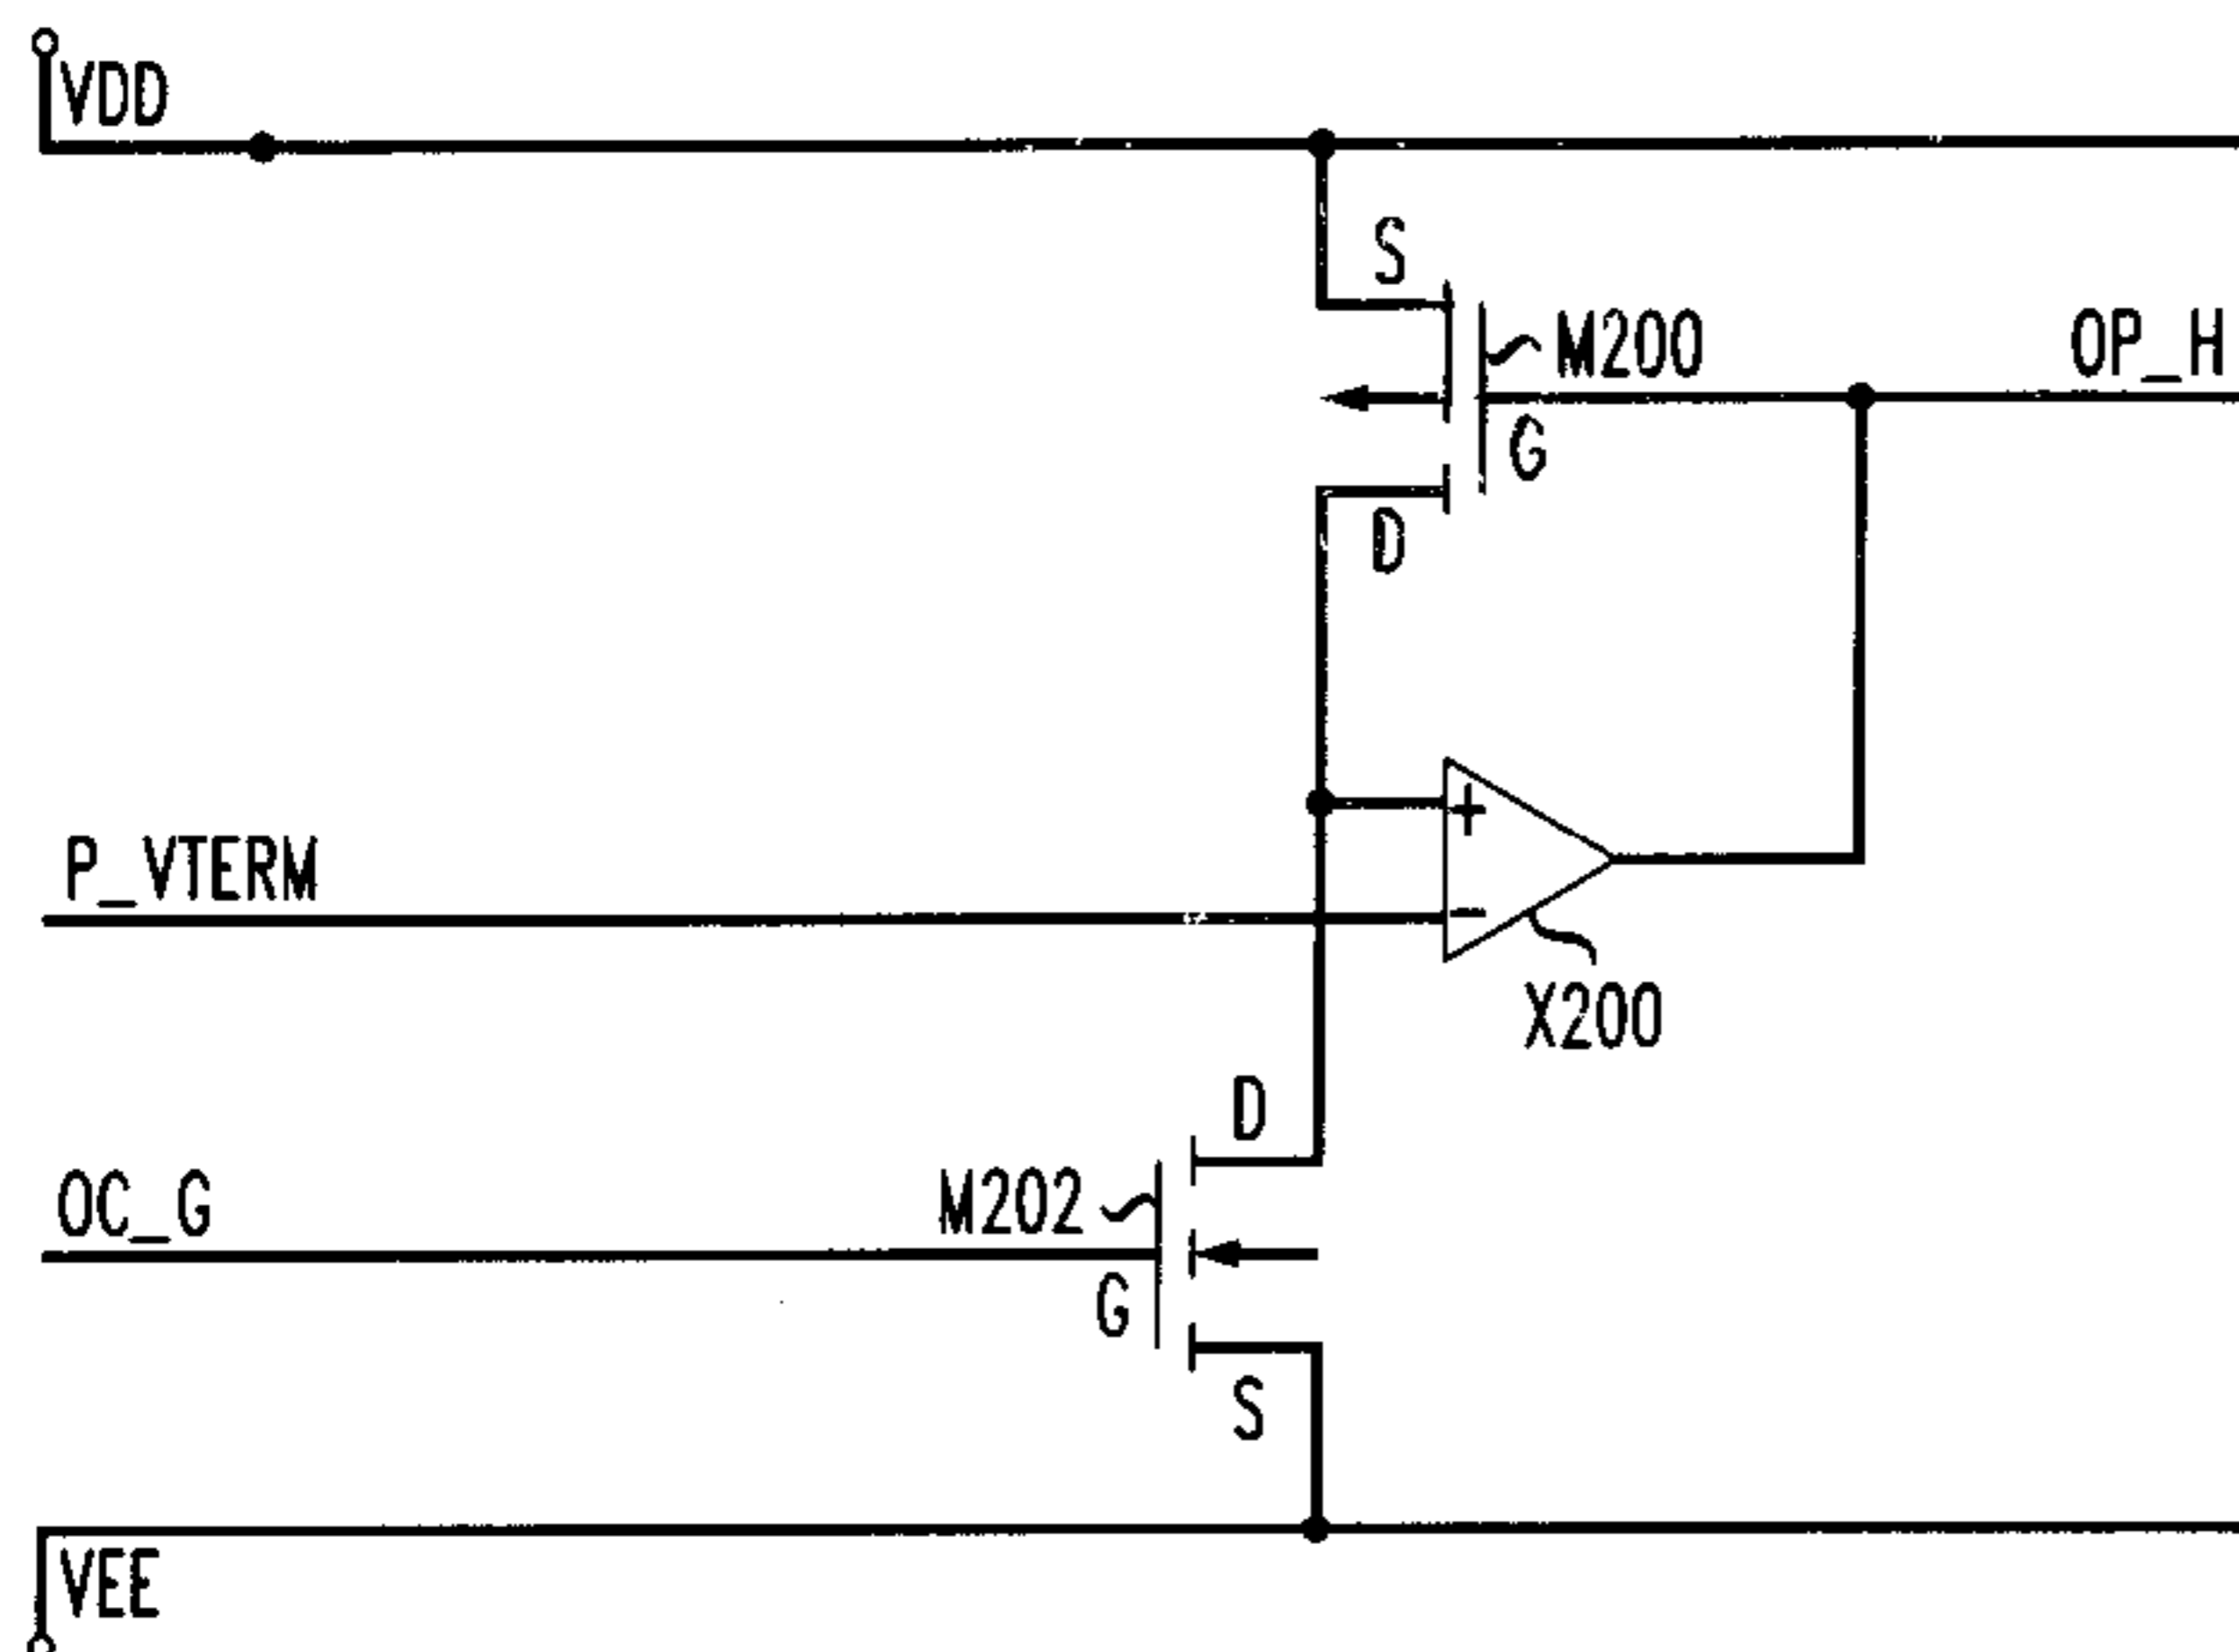 VDD
S
M200
OP_H
G
D
+
P_VTERM
-
X200
D
M202
OC_G
G
S
VEE